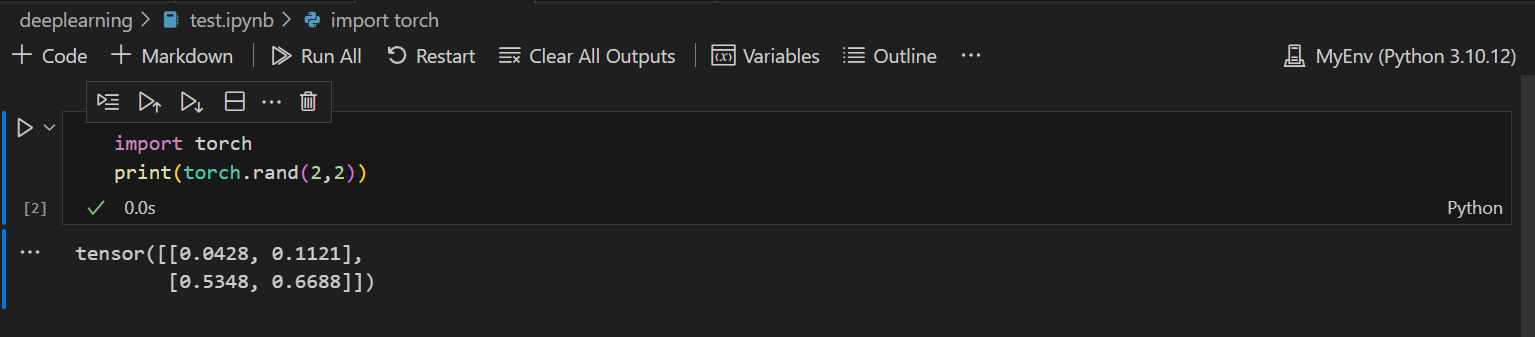 deeplearning > test.ipynb > import torch
+ Code + Markdown | Run All Restart Clear All Outputs | (x) Variables Outline ... MyEnv (Python 3.10.12)
...
import torch
print(torch.rand(2,2))
[2] 0.0s Python
... tensor([[0.0428, 0.1121],
[0.5348, 0.6688]])